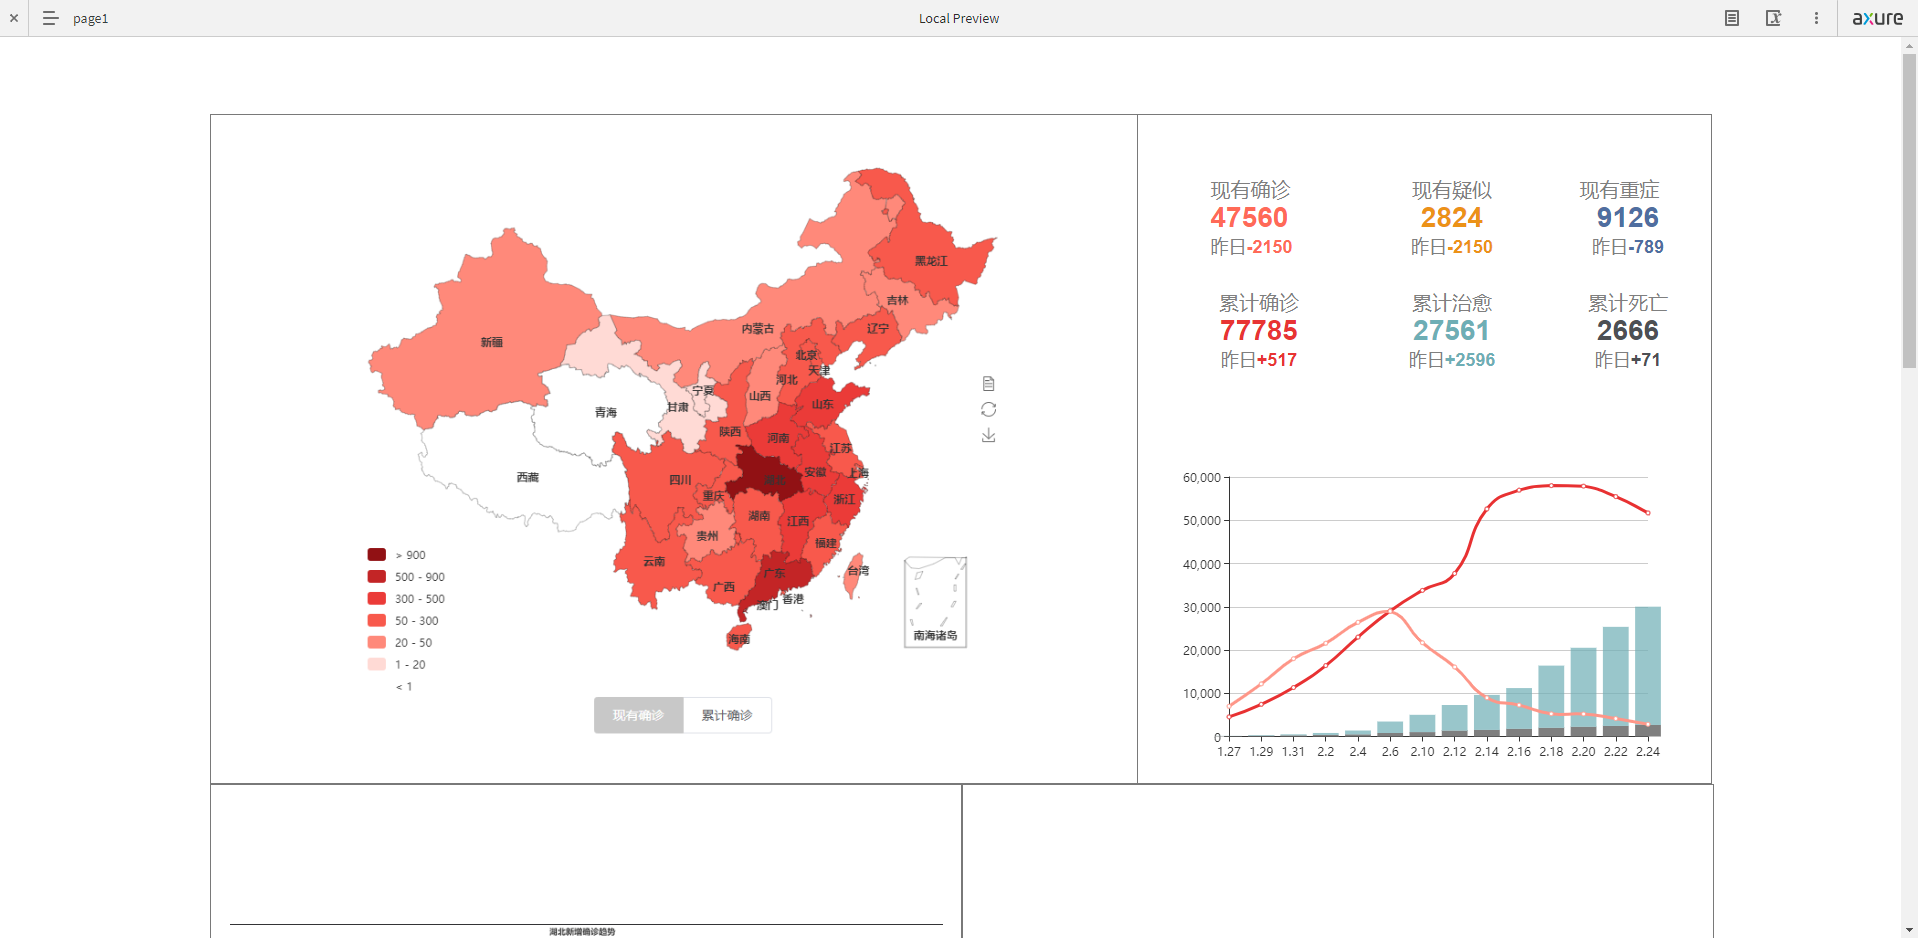 page1
Local Preview
axure
黑龙江
吉林
内蒙古
辽宁
新疆
北京
天津
河北
宁夏
山西
甘肃
山东
青海
陕西
河南
江苏
安徽
上海
西藏
四川
重庆
浙江
湖南
江西
贵州
福建
云南
广东
台湾
广西
香港
澳门
南海诸岛
海南
> 900
500 - 900
300 - 500
50 - 300
20 - 50
1 - 20
< 1
现有确诊 累计确诊
现有确诊 现有疑似 现有重症
47560 2824 9126
昨日-2150 昨日-2150 昨日-789
累计确诊 累计治愈 累计死亡
77785 27561 2666
昨日+517 昨日+2596 昨日+71
60,000
50,000
40,000
30,000
20,000
10,000
0
1.27 1.29 1.31 2.2 2.4 2.6 2.10 2.12 2.14 2.16 2.18 2.20 2.22 2.24
湖北新增确诊趋势